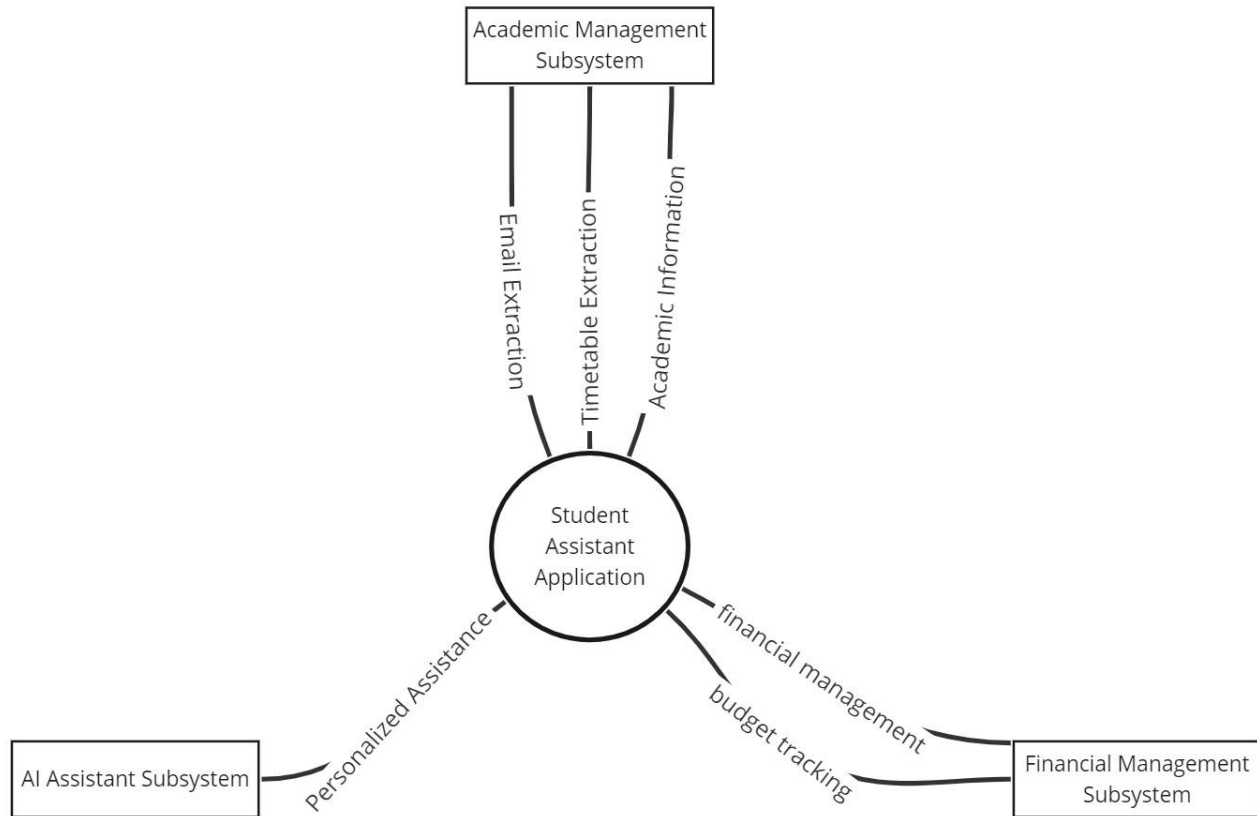 Academic Management
Subsystem
Email Extraction
Timetable Extraction
Academic Information
Student
Assistant
Application
Personalized Assistance
financial management
budget tracking
AI Assistant Subsystem
Financial Management
Subsystem